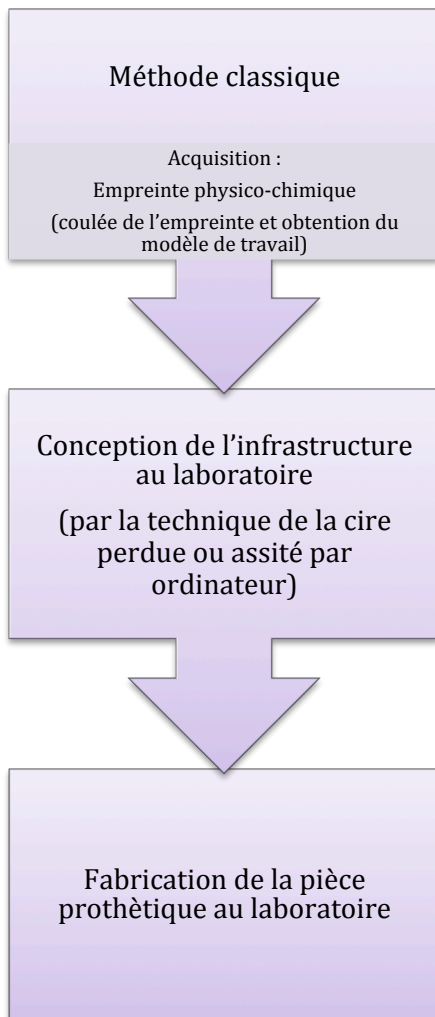 Méthode classique
Acquisition :
Empreinte physico-chimique
(coulée de l’empreinte et obtention du
modèle de travail)
Conception de l’infrastructure
au laboratoire
(par la technique de la cire
perdue ou assité par
ordinateur)
Fabrication de la pièce
prothètique au laboratoire